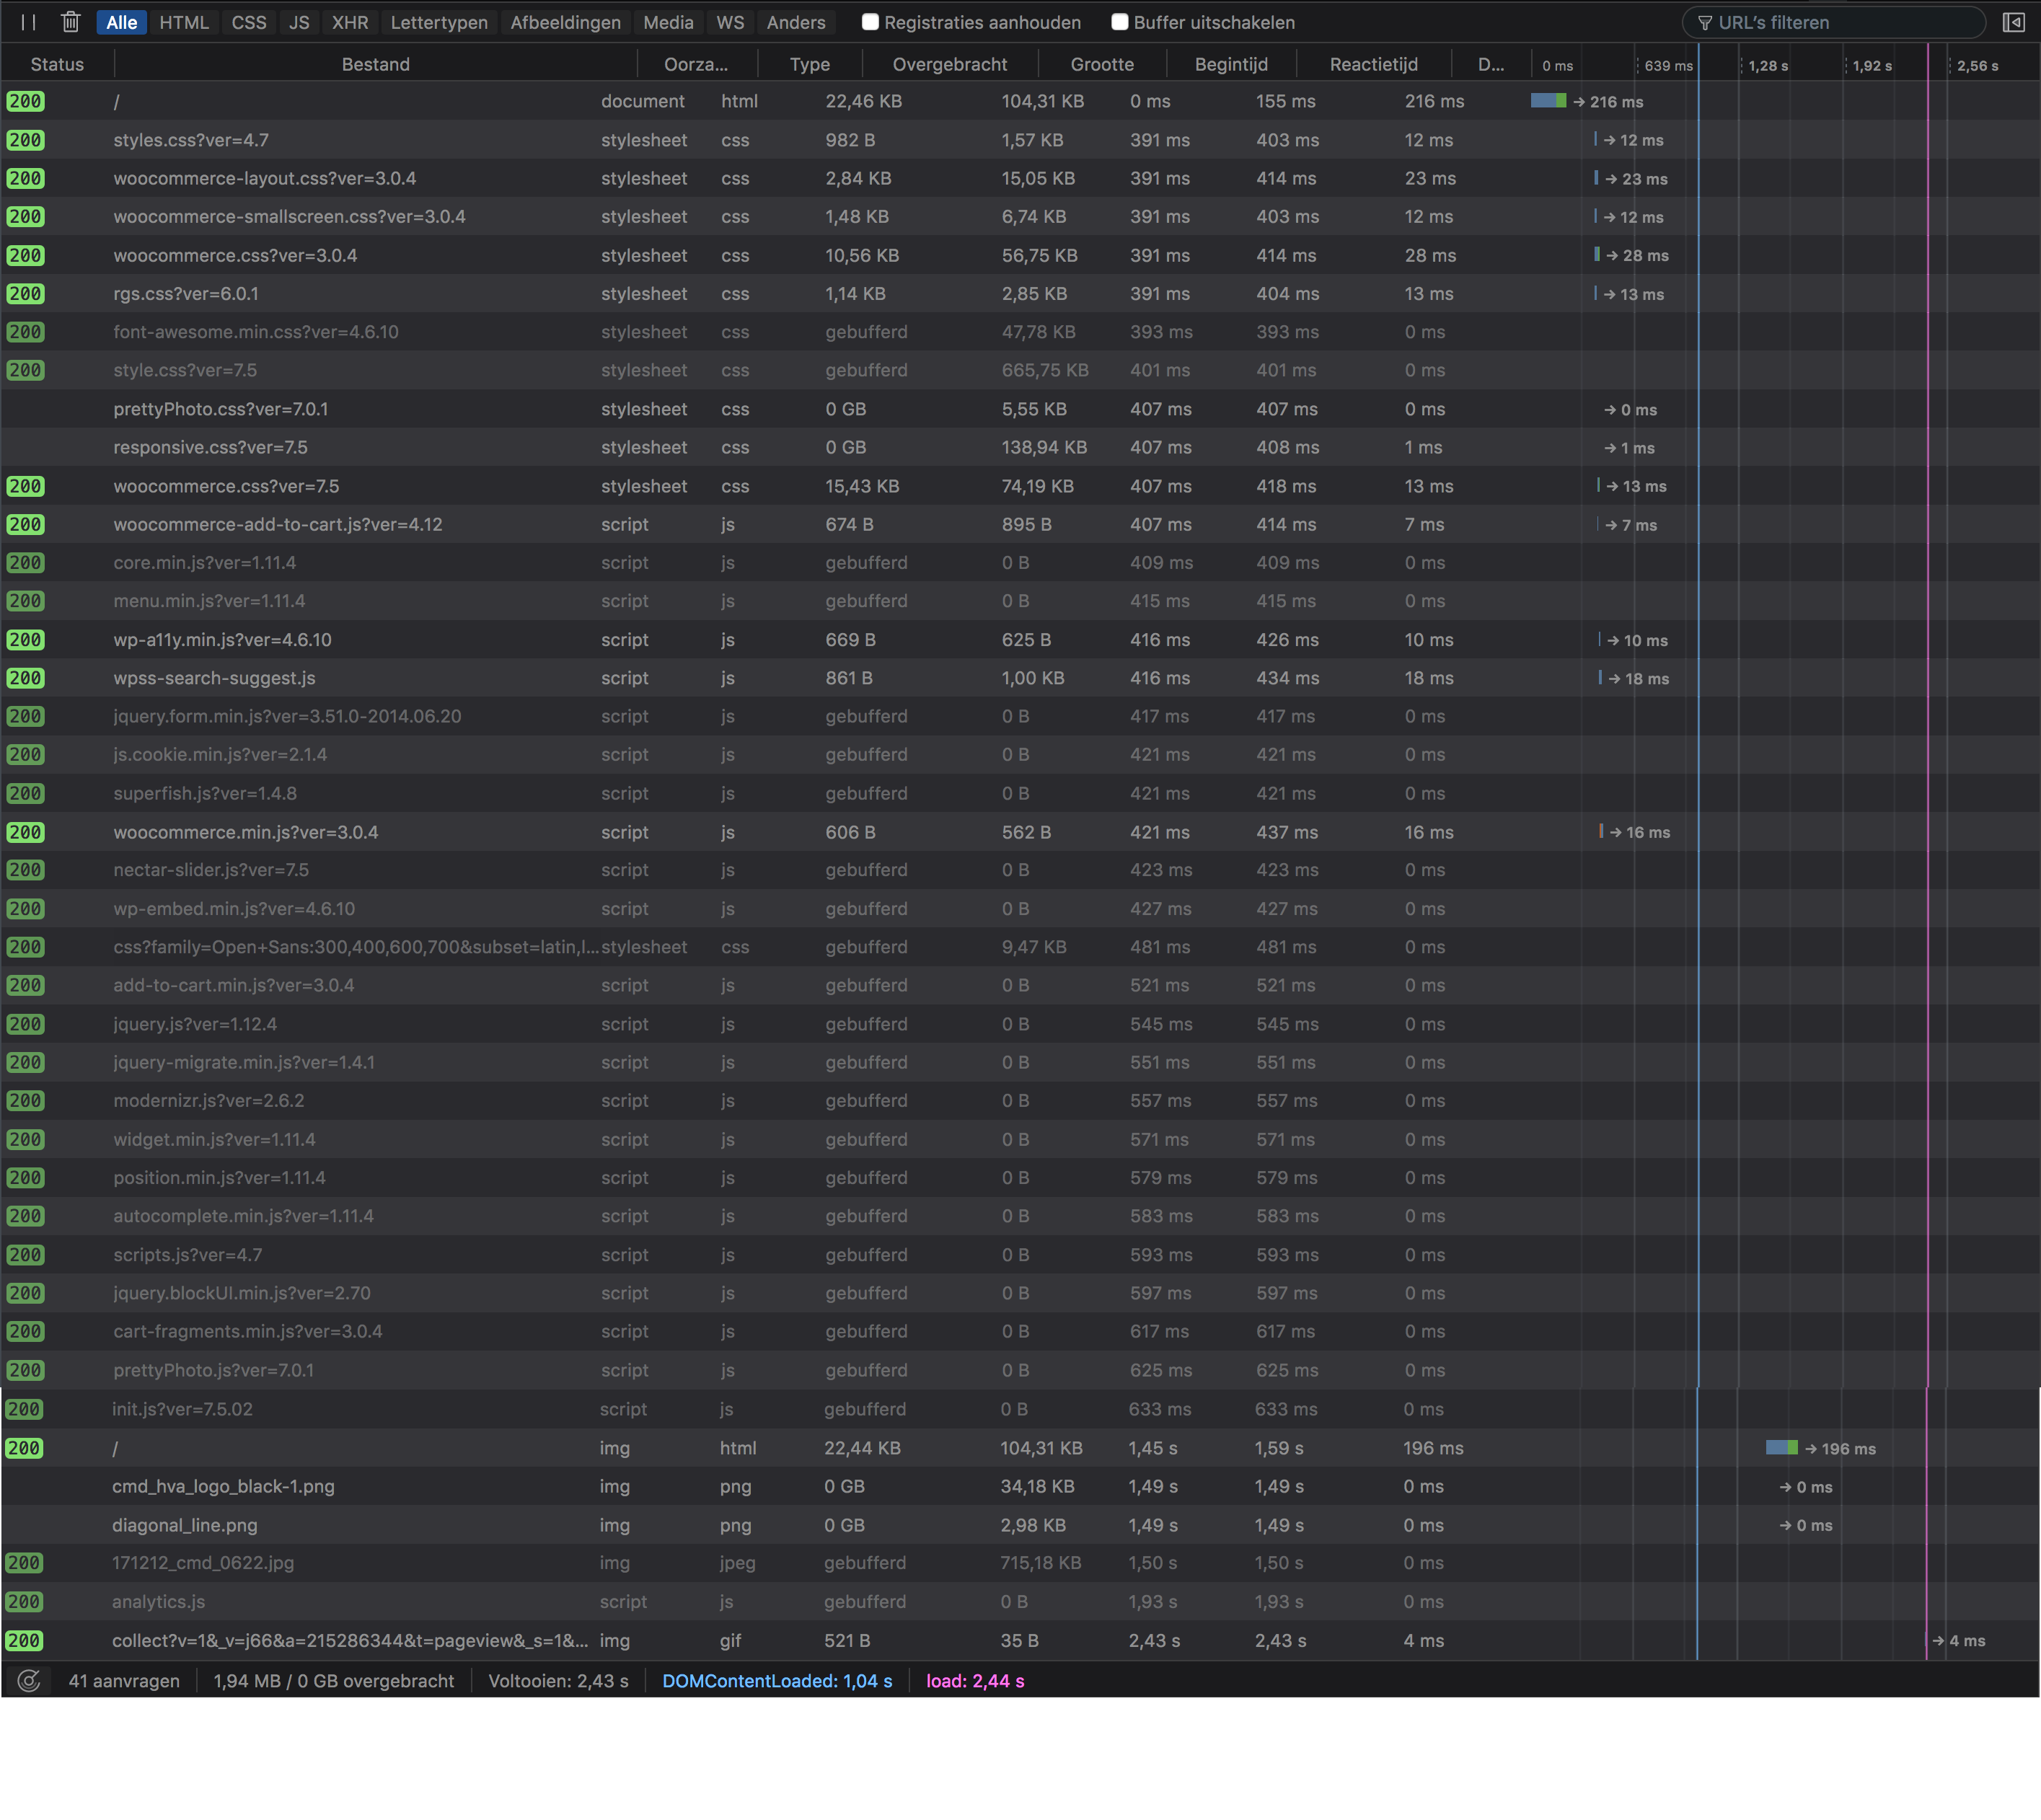 Alle HTML CSS JS XHR Lettertypen Afbeeldingen Media WS Anders Registraties aanhouden Buffer uitschakelen URL’s filteren
Status Bestand Oorza… Type Overgebracht Grootte Begintijd Reactietijd D… 0 ms 639 ms 1,28 s 1,92 s 2,56 s
200 / document html 22,46 KB 104,31 KB 0 ms 155 ms 216 ms → 216 ms
200 styles.css?ver=4.7 stylesheet css 982 B 1,57 KB 391 ms 403 ms 12 ms → 12 ms
200 woocommerce-layout.css?ver=3.0.4 stylesheet css 2,84 KB 15,05 KB 391 ms 414 ms 23 ms → 23 ms
200 woocommerce-smallscreen.css?ver=3.0.4 stylesheet css 1,48 KB 6,74 KB 391 ms 403 ms 12 ms → 12 ms
200 woocommerce.css?ver=3.0.4 stylesheet css 10,56 KB 56,75 KB 391 ms 414 ms 28 ms → 28 ms
200 rgs.css?ver=6.0.1 stylesheet css 1,14 KB 2,85 KB 391 ms 404 ms 13 ms → 13 ms
200 font-awesome.min.css?ver=4.6.10 stylesheet css gebufferd 47,78 KB 393 ms 393 ms 0 ms
200 style.css?ver=7.5 stylesheet css gebufferd 665,75 KB 401 ms 401 ms 0 ms
prettyPhoto.css?ver=7.0.1 stylesheet css 0 GB 5,55 KB 407 ms 407 ms 0 ms → 0 ms
responsive.css?ver=7.5 stylesheet css 0 GB 138,94 KB 407 ms 408 ms 1 ms → 1 ms
200 woocommerce.css?ver=7.5 stylesheet css 15,43 KB 74,19 KB 407 ms 418 ms 13 ms → 13 ms
200 woocommerce-add-to-cart.js?ver=4.12 script js 674 B 895 B 407 ms 414 ms 7 ms → 7 ms
200 core.min.js?ver=1.11.4 script js gebufferd 0 B 409 ms 409 ms 0 ms
200 menu.min.js?ver=1.11.4 script js gebufferd 0 B 415 ms 415 ms 0 ms
200 wp-a11y.min.js?ver=4.6.10 script js 669 B 625 B 416 ms 426 ms 10 ms → 10 ms
200 wpss-search-suggest.js script js 861 B 1,00 KB 416 ms 434 ms 18 ms → 18 ms
200 jquery.form.min.js?ver=3.51.0-2014.06.20 script js gebufferd 0 B 417 ms 417 ms 0 ms
200 js.cookie.min.js?ver=2.1.4 script js gebufferd 0 B 421 ms 421 ms 0 ms
200 superfish.js?ver=1.4.8 script js gebufferd 0 B 421 ms 421 ms 0 ms
200 woocommerce.min.js?ver=3.0.4 script js 606 B 562 B 421 ms 437 ms 16 ms → 16 ms
200 nectar-slider.js?ver=7.5 script js gebufferd 0 B 423 ms 423 ms 0 ms
200 wp-embed.min.js?ver=4.6.10 script js gebufferd 0 B 427 ms 427 ms 0 ms
200 css?family=Open+Sans:300,400,600,700&subset=latin,l… stylesheet css gebufferd 9,47 KB 481 ms 481 ms 0 ms
200 add-to-cart.min.js?ver=3.0.4 script js gebufferd 0 B 521 ms 521 ms 0 ms
200 jquery.js?ver=1.12.4 script js gebufferd 0 B 545 ms 545 ms 0 ms
200 jquery-migrate.min.js?ver=1.4.1 script js gebufferd 0 B 551 ms 551 ms 0 ms
200 modernizr.js?ver=2.6.2 script js gebufferd 0 B 557 ms 557 ms 0 ms
200 widget.min.js?ver=1.11.4 script js gebufferd 0 B 571 ms 571 ms 0 ms
200 position.min.js?ver=1.11.4 script js gebufferd 0 B 579 ms 579 ms 0 ms
200 autocomplete.min.js?ver=1.11.4 script js gebufferd 0 B 583 ms 583 ms 0 ms
200 scripts.js?ver=4.7 script js gebufferd 0 B 593 ms 593 ms 0 ms
200 jquery.blockUI.min.js?ver=2.70 script js gebufferd 0 B 597 ms 597 ms 0 ms
200 cart-fragments.min.js?ver=3.0.4 script js gebufferd 0 B 617 ms 617 ms 0 ms
200 prettyPhoto.js?ver=7.0.1 script js gebufferd 0 B 625 ms 625 ms 0 ms
200 init.js?ver=7.5.02 script js gebufferd 0 B 633 ms 633 ms 0 ms
200 / img html 22,44 KB 104,31 KB 1,45 s 1,59 s 196 ms → 196 ms
cmd_hva_logo_black-1.png img png 0 GB 34,18 KB 1,49 s 1,49 s 0 ms → 0 ms
diagonal_line.png img png 0 GB 2,98 KB 1,49 s 1,49 s 0 ms → 0 ms
200 171212_cmd_0622.jpg img jpeg gebufferd 715,18 KB 1,50 s 1,50 s 0 ms
200 analytics.js script js gebufferd 0 B 1,93 s 1,93 s 0 ms
200 collect?v=1&_v=j66&a=215286344&t=pageview&_s=1&… img gif 521 B 35 B 2,43 s 2,43 s 4 ms → 4 ms
41 aanvragen 1,94 MB / 0 GB overgebracht Voltooien: 2,43 s DOMContentLoaded: 1,04 s load: 2,44 s